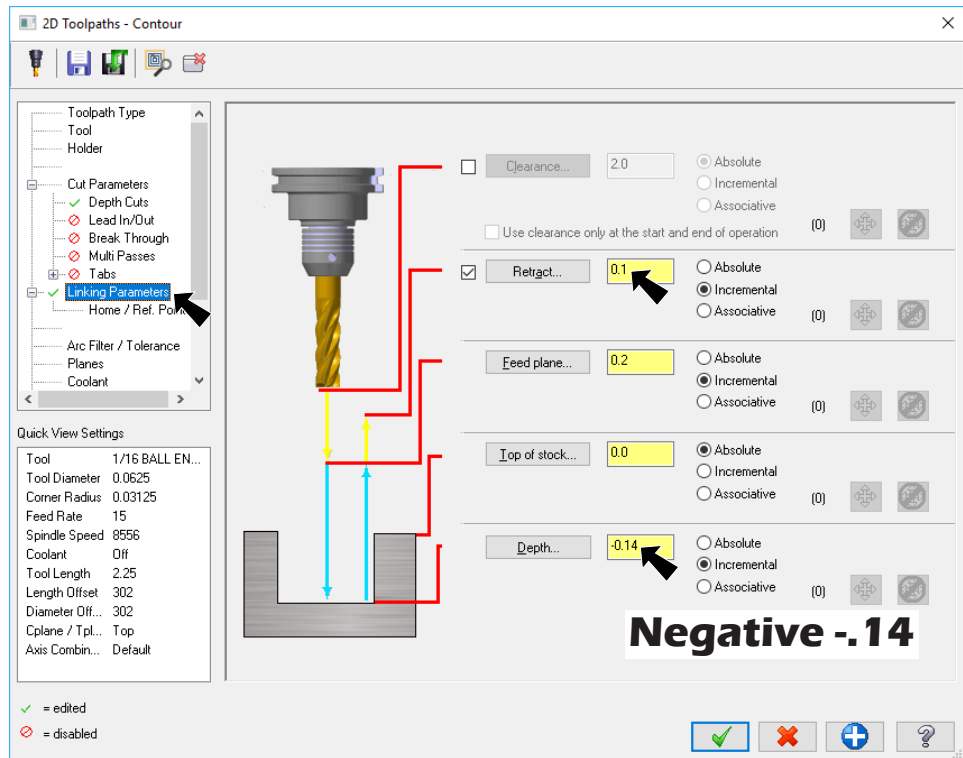 2D Toolpaths - Contour
Toolpath Type
Tool
Holder
Cut Parameters
Depth Cuts
Lead In/Out
Break Through
Multi Passes
Tabs
Linking Parameters
Home / Ref. Point
Arc Filter / Tolerance
Planes
Coolant
Quick View Settings
Tool 1/16 BALL EN...
Tool Diameter 0.0625
Corner Radius 0.03125
Feed Rate 15
Spindle Speed 8556
Coolant Off
Tool Length 2.25
Length Offset 302
Diameter Off... 302
Cplane / Tpl... Top
Axis Combin... Default
= edited
= disabled
Clearance... 2.0 Absolute
Incremental
Associative
Use clearance only at the start and end of operation (0)
Retract... 0.1 Absolute
Incremental
Associative (0)
Feed plane... 0.2 Absolute
Incremental
Associative (0)
Top of stock... 0.0 Absolute
Incremental
Associative (0)
Depth... -0.14 Absolute
Incremental
Associative (0)
Negative -.14